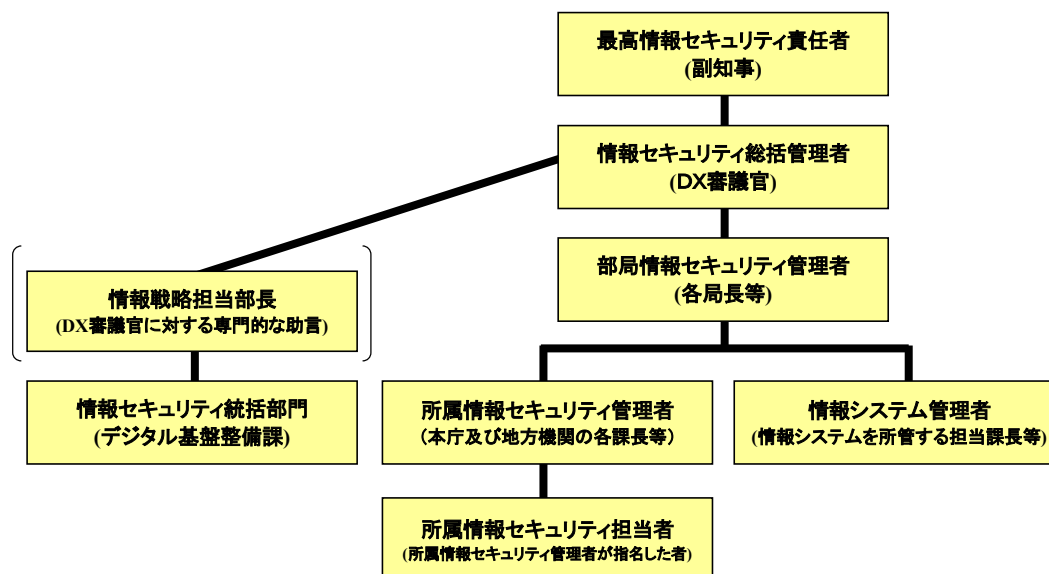 最高情報セキュリティ責任者
(副知事)
情報セキュリティ総括管理者
(DX審議官)
部局情報セキュリティ管理者
(各局長等)
情報戦略担当部長
(DX審議官に対する専門的な助言)
情報セキュリティ統括部門
(デジタル基盤整備課)
所属情報セキュリティ管理者
(本庁及び地方機関の各課長等)
情報システム管理者
(情報システムを所管する担当課長等)
所属情報セキュリティ担当者
(所属情報セキュリティ管理者が指名した者)